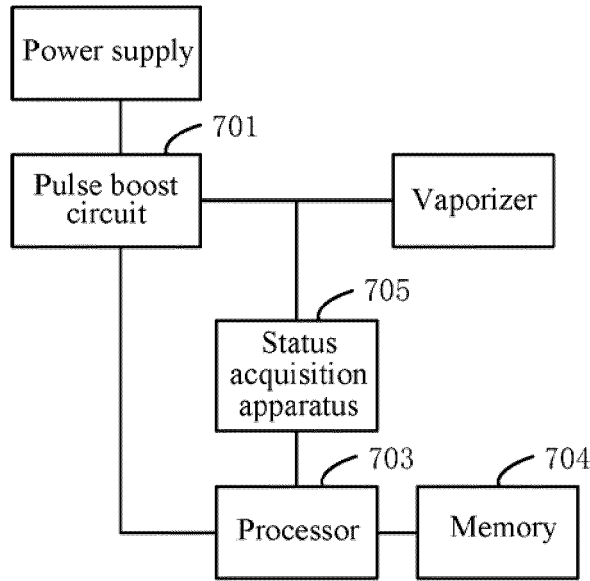 Power supply
701
Pulse boost
circuit
Vaporizer
705
Status
acquisition
apparatus
703
Processor
704
Memory